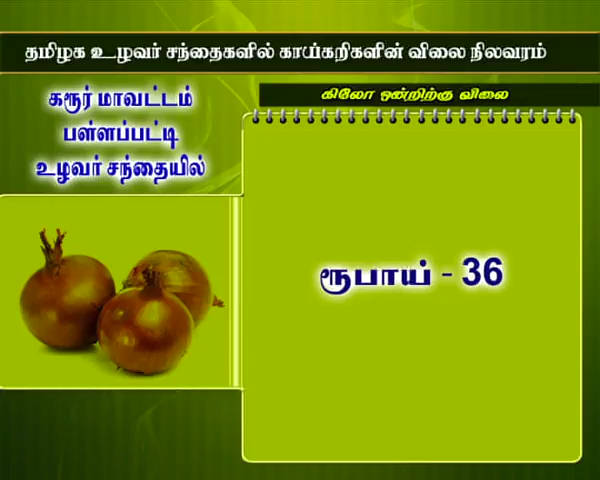 தமிழக உழவர் சந்தைகளில் காய்கறிகளின் விலை நிலவரம்
கரூர் மாவட்டம்
பள்ளப்பட்டி
உழவர் சந்தையில்
கிலோ ஒன்றிற்கு விலை
ரூபாய் - 36